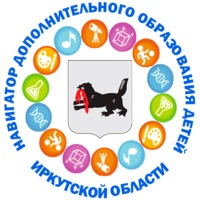 НАВИГАТОР ДОПОЛНИТЕЛЬНОГО ОБРАЗОВАНИЯ ДЕТЕЙ
ИРКУТСКОЙ ОБЛАСТИ